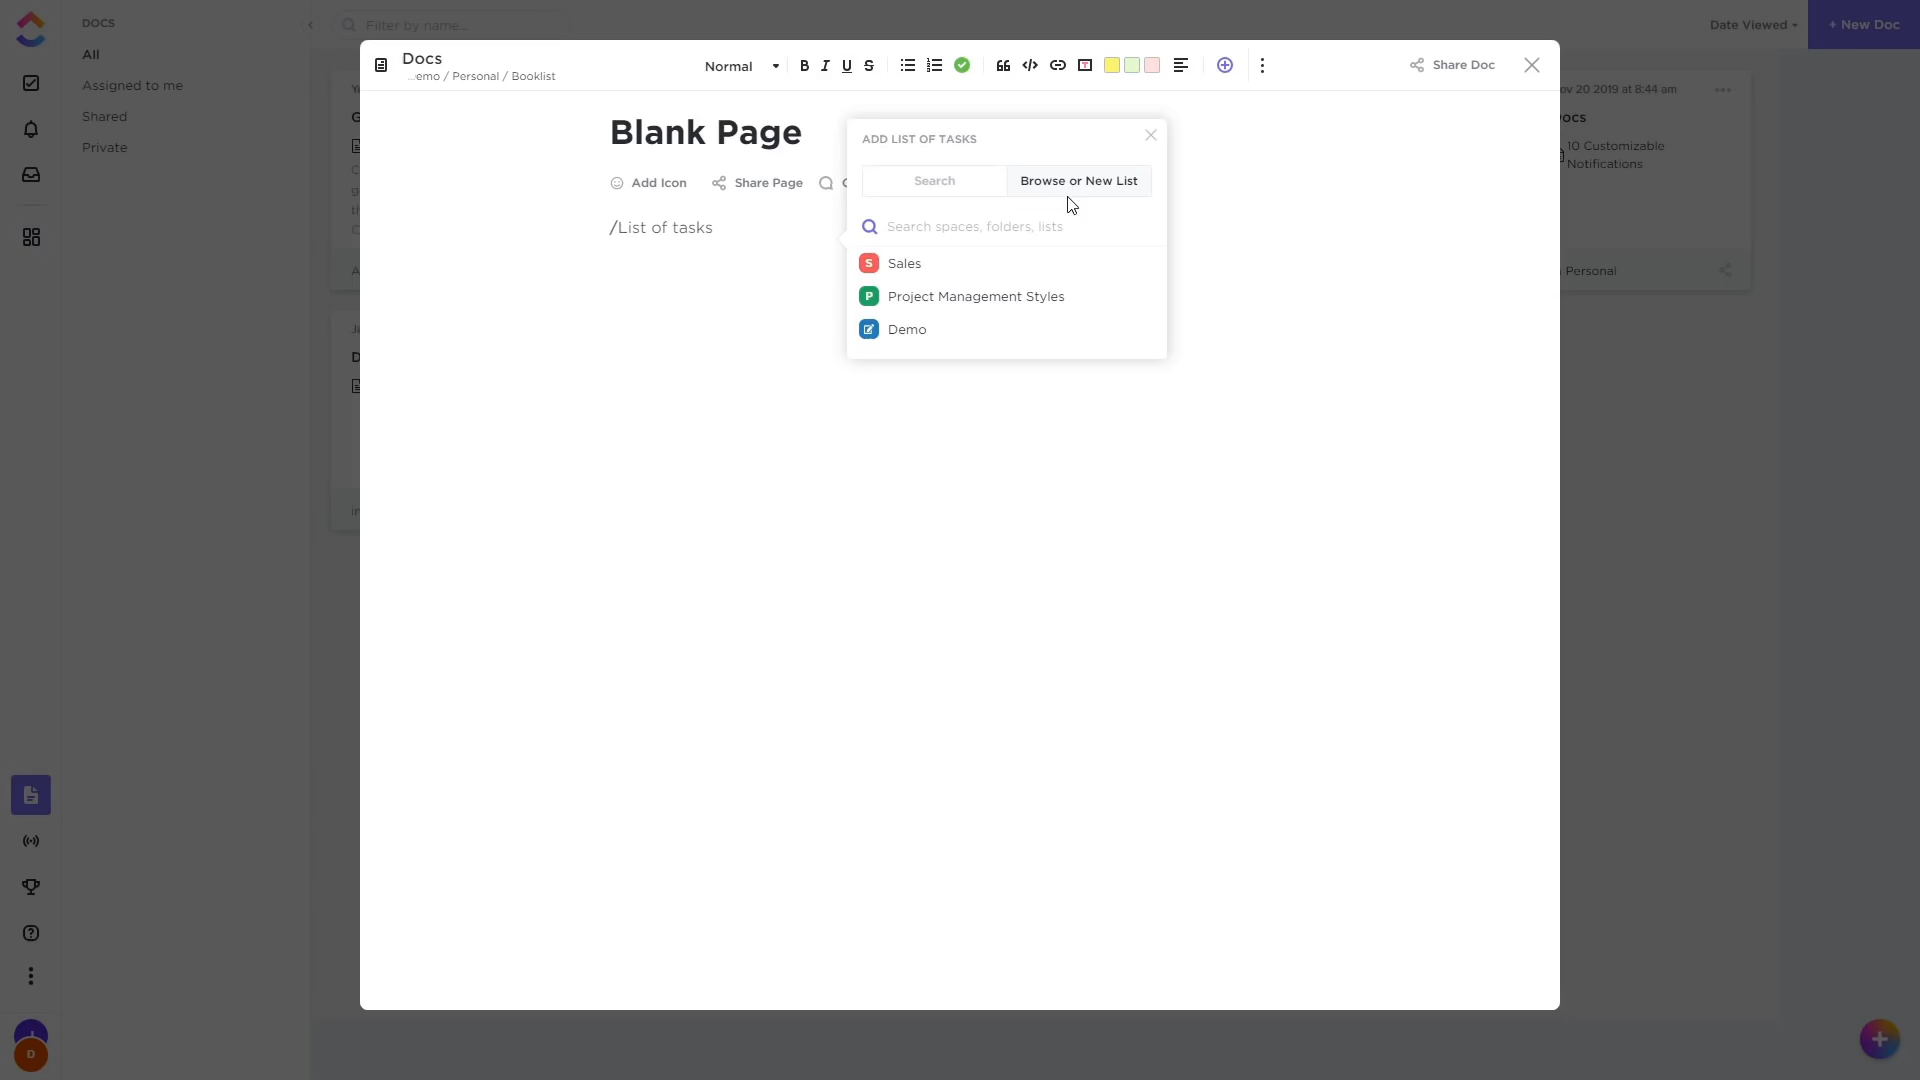 DOCS
Filter by name...
Date Viewed
+ New Doc
All
Assigned to me
Shared
Private
Docs
...emo / Personal / Booklist
Normal
B I U S
Share Doc
ov 20 2019 at 8:44 am
ocs
10 Customizable
Notifications
Personal
Blank Page
Add Icon
Share Page
/List of tasks
ADD LIST OF TASKS
Search
Browse or New List
Search spaces, folders, lists
S Sales
P Project Management Styles
Demo
D